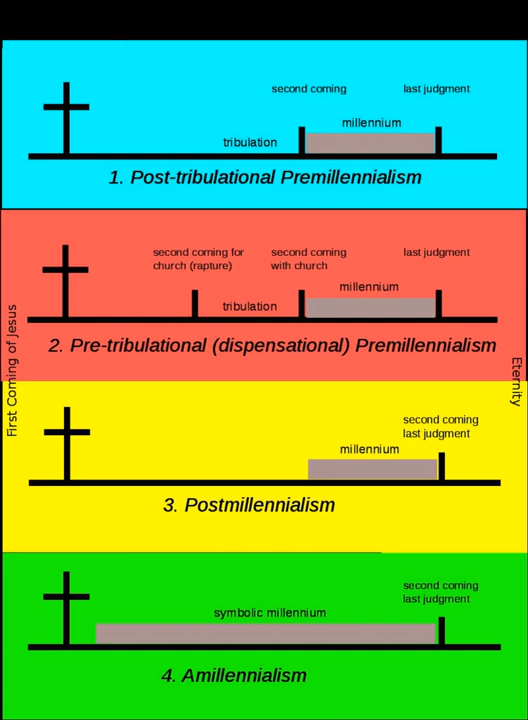 second coming
last judgment
millennium
tribulation
1. Post-tribulational Premillennialism
second coming for
church (rapture)
second coming
with church
last judgment
millennium
tribulation
2. Pre-tribulational (dispensational) Premillennialism
First Coming of Jesus
Eternity
second coming
last judgment
millennium
3. Postmillennialism
second coming
last judgment
symbolic millennium
4. Amillennialism